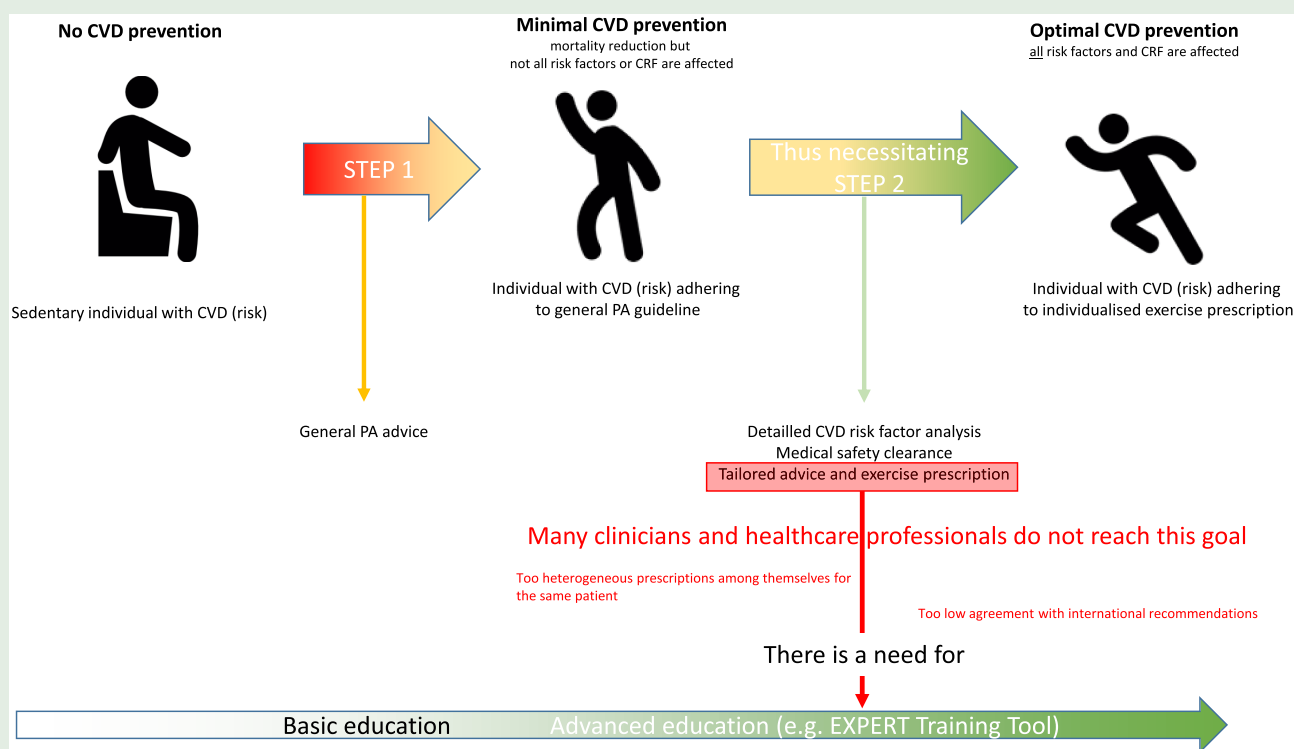 No CVD prevention
Minimal CVD prevention
mortality reduction but
not all risk factors or CRF are affected
Optimal CVD prevention
all risk factors and CRF are affected
STEP 1
Thus necessitating
STEP 2
Sedentary individual with CVD (risk)
Individual with CVD (risk) adhering
to general PA guideline
Individual with CVD (risk) adhering
to individualised exercise prescription
General PA advice
Detailled CVD risk factor analysis
Medical safety clearance
Tailored advice and exercise prescription
Many clinicians and healthcare professionals do not reach this goal
Too heterogeneous prescriptions among themselves for
the same patient
Too low agreement with international recommendations
There is a need for
Basic education
Advanced education (e.g. EXPERT Training Tool)